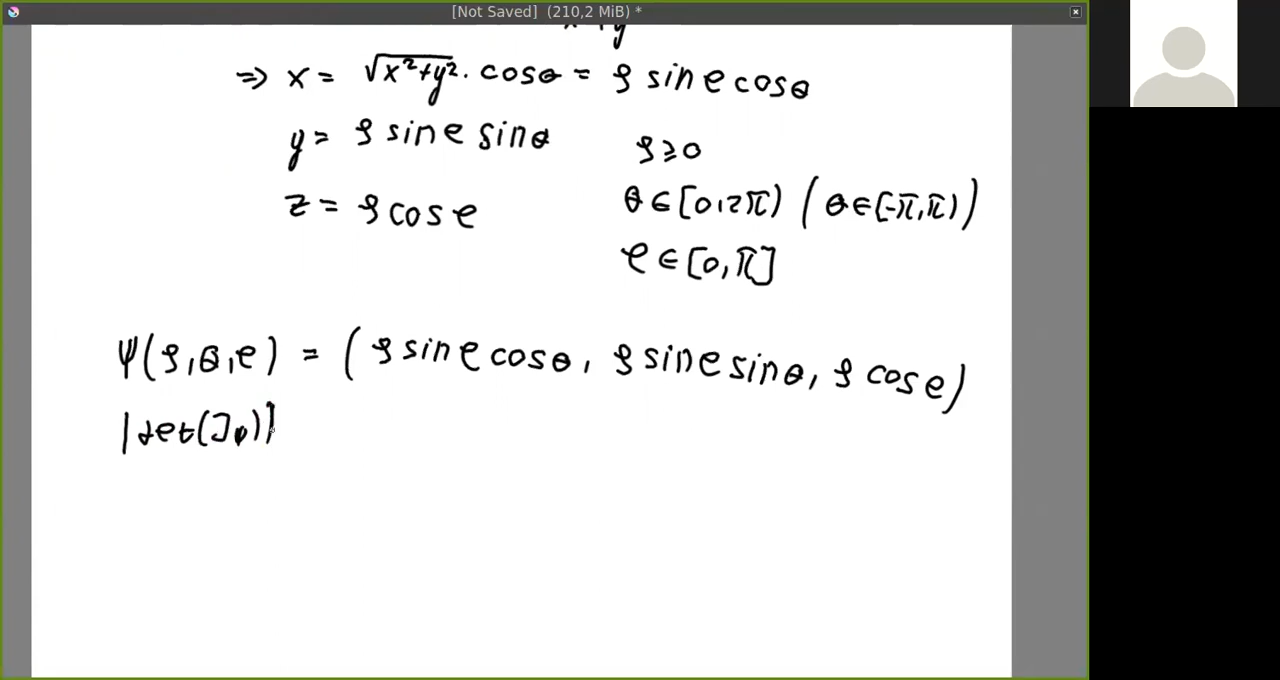 [Not Saved] (210,2 MiB) *
⇒ x = √x²+y² · cosθ = ρ sinφ cosθ
y = ρ sinφ sinθ
ρ ≥ 0
z = ρ cosφ
θ ∈ [0,2π) (θ ∈ [-π,π))
φ ∈ [0,π]
Ψ(ρ,θ,φ) = (ρ sinφ cosθ, ρ sinφ sinθ, ρ cosφ)
|det(Jψ)|